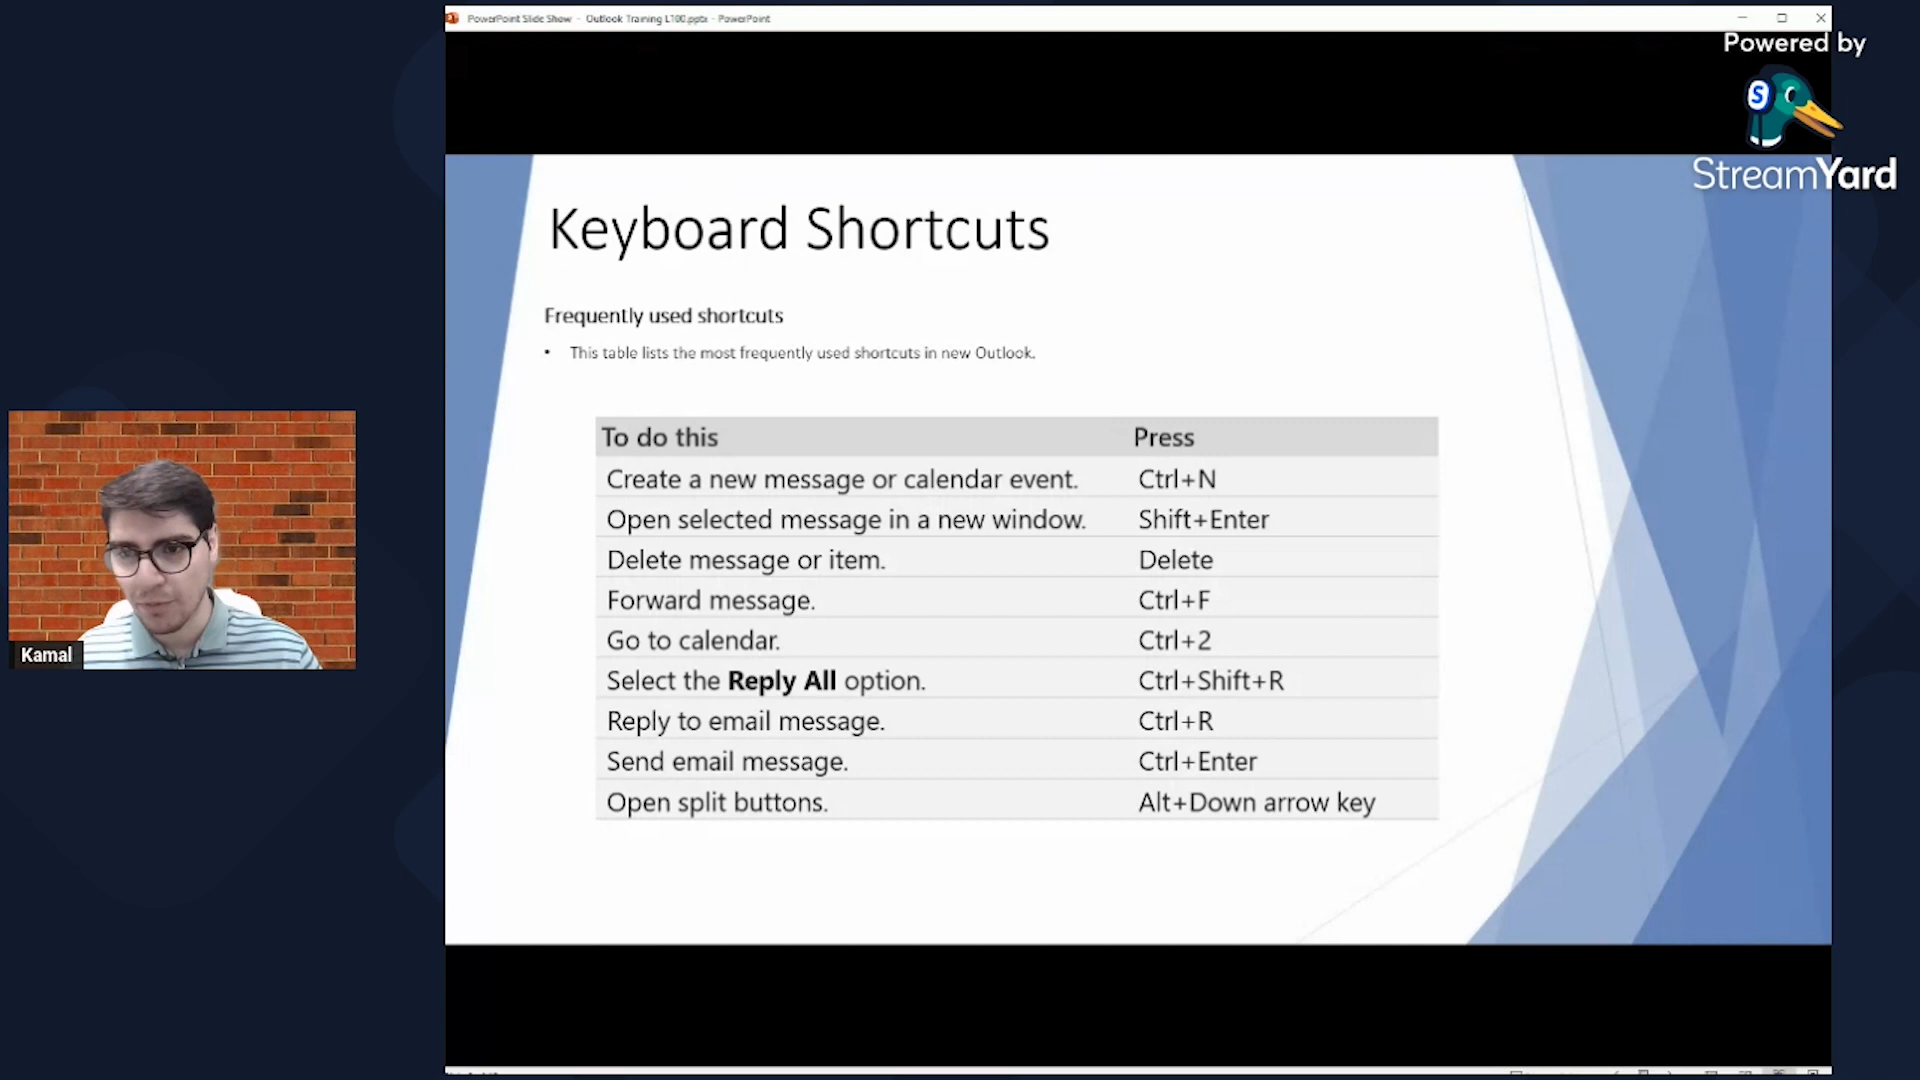 PowerPoint Slide Show - Outlook Training L100.pptx - PowerPoint
Powered by
S
StreamYard
Keyboard Shortcuts
Frequently used shortcuts
• This table lists the most frequently used shortcuts in new Outlook.
To do this Press
Create a new message or calendar event. Ctrl+N
Open selected message in a new window. Shift+Enter
Delete message or item. Delete
Forward message. Ctrl+F
Go to calendar. Ctrl+2
Select the Reply All option. Ctrl+Shift+R
Reply to email message. Ctrl+R
Send email message. Ctrl+Enter
Open split buttons. Alt+Down arrow key
Kamal